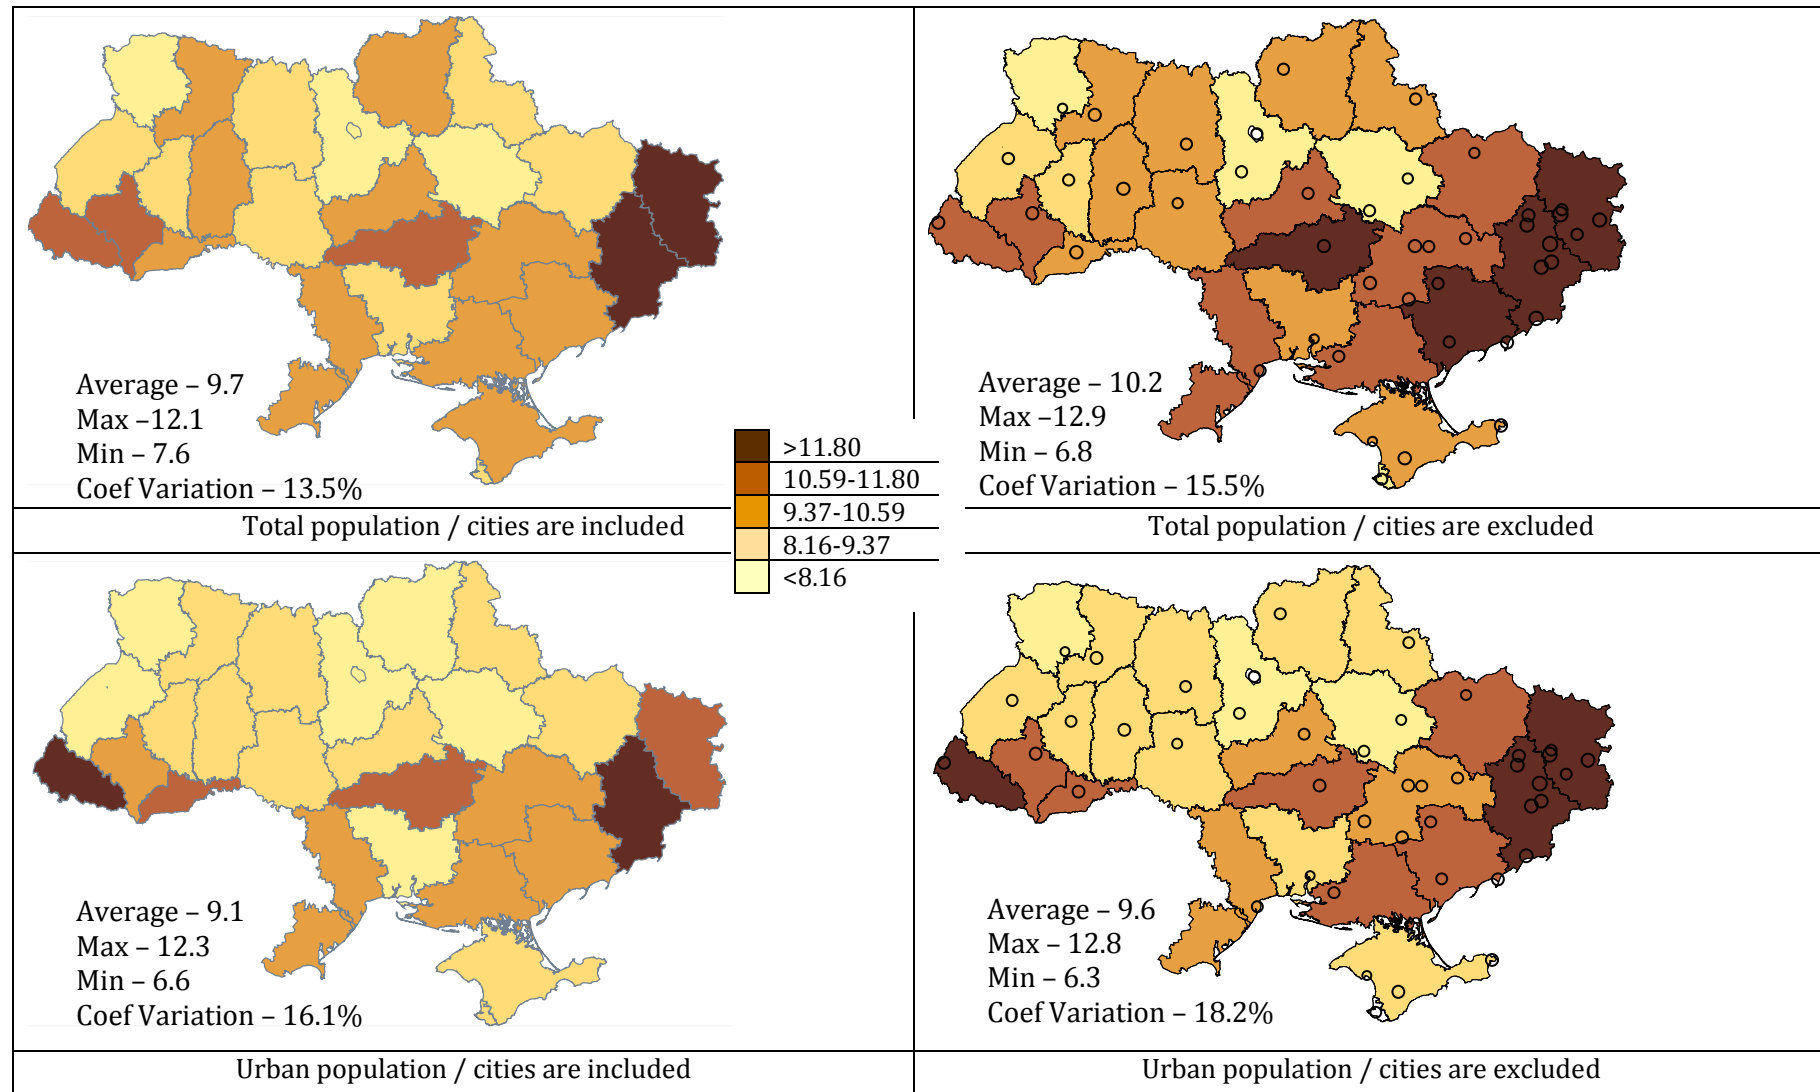 Average – 9.7
Max –12.1
Min – 7.6
Coef Variation – 13.5%
Total population / cities are included
Average – 10.2
Max –12.9
Min – 6.8
Coef Variation – 15.5%
Total population / cities are excluded
>11.80
10.59-11.80
9.37-10.59
8.16-9.37
<8.16
Average – 9.1
Max – 12.3
Min – 6.6
Coef Variation – 16.1%
Urban population / cities are included
Average – 9.6
Max – 12.8
Min – 6.3
Coef Variation – 18.2%
Urban population / cities are excluded